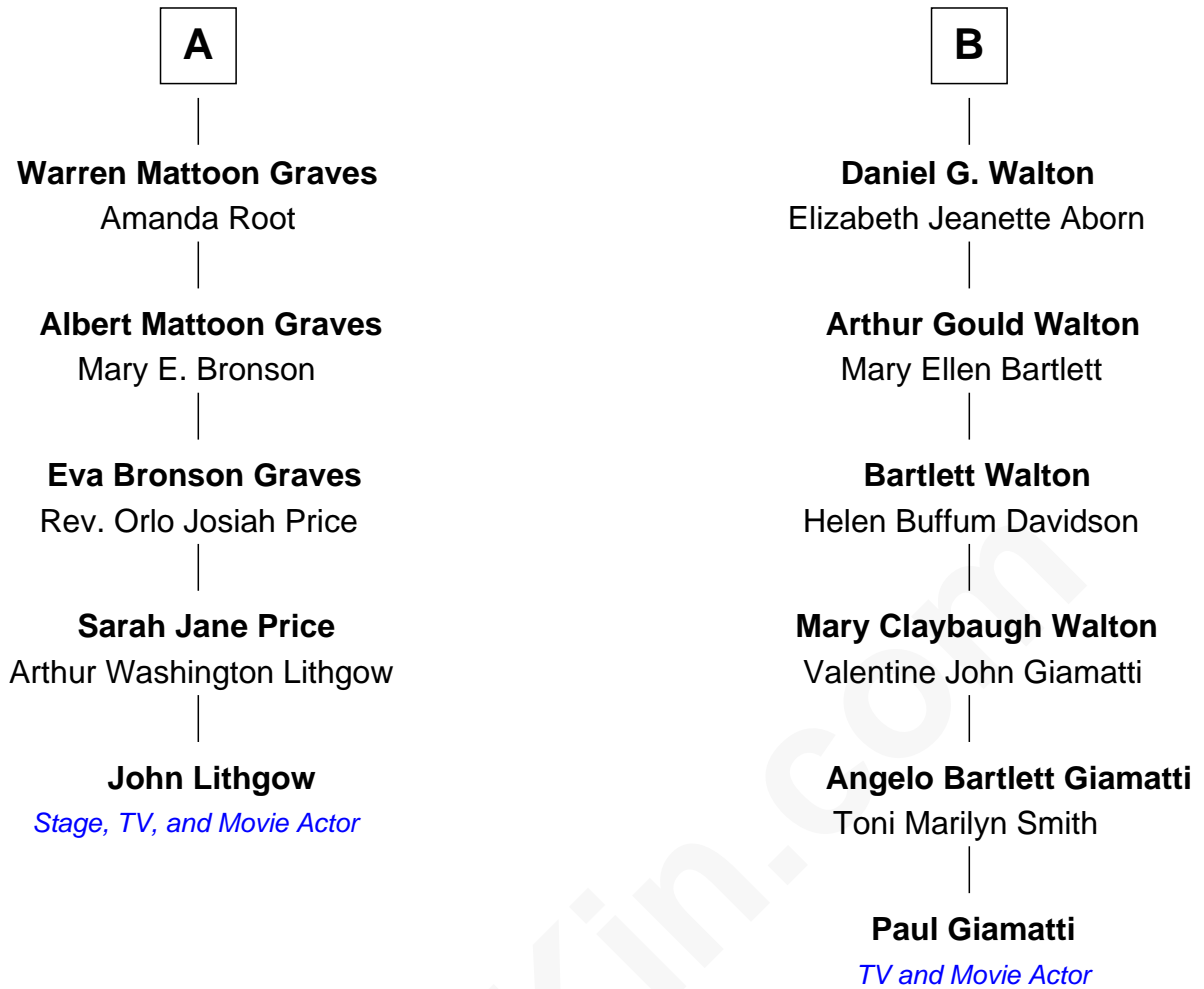 A
Warren Mattoon Graves
Amanda Root
Albert Mattoon Graves
Mary E. Bronson
Eva Bronson Graves
Rev. Orlo Josiah Price
Sarah Jane Price
Arthur Washington Lithgow
John Lithgow
Stage, TV, and Movie Actor
B
Daniel G. Walton
Elizabeth Jeanette Aborn
Arthur Gould Walton
Mary Ellen Bartlett
Bartlett Walton
Helen Buffum Davidson
Mary Claybaugh Walton
Valentine John Giamatti
Angelo Bartlett Giamatti
Toni Marilyn Smith
Paul Giamatti
TV and Movie Actor
Kin.com